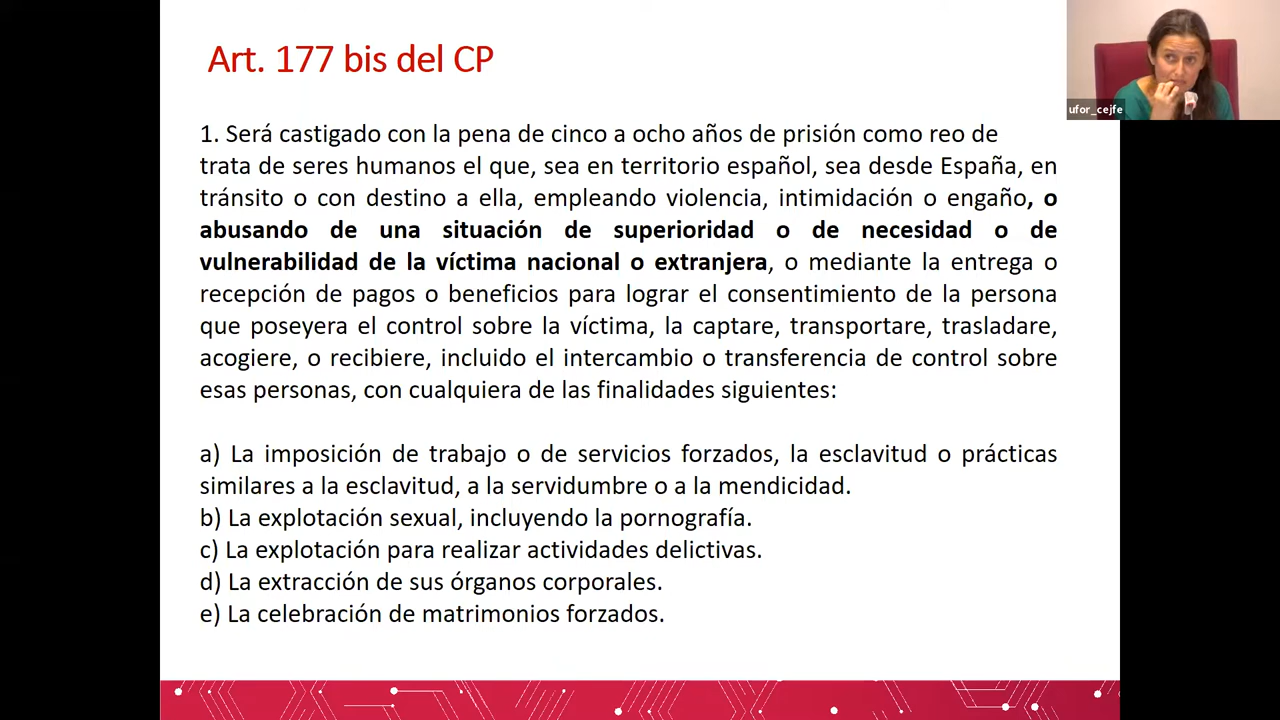 Art. 177 bis del CP
ufor_cejfe
1. Será castigado con la pena de cinco a ocho años de prisión como reo de
trata de seres humanos el que, sea en territorio español, sea desde España, en
tránsito o con destino a ella, empleando violencia, intimidación o engaño, o
abusando de una situación de superioridad o de necesidad o de
vulnerabilidad de la víctima nacional o extranjera, o mediante la entrega o
recepción de pagos o beneficios para lograr el consentimiento de la persona
que poseyera el control sobre la víctima, la captare, transportare, trasladare,
acogiere, o recibiere, incluido el intercambio o transferencia de control sobre
esas personas, con cualquiera de las finalidades siguientes:
a) La imposición de trabajo o de servicios forzados, la esclavitud o prácticas
similares a la esclavitud, a la servidumbre o a la mendicidad.
b) La explotación sexual, incluyendo la pornografía.
c) La explotación para realizar actividades delictivas.
d) La extracción de sus órganos corporales.
e) La celebración de matrimonios forzados.